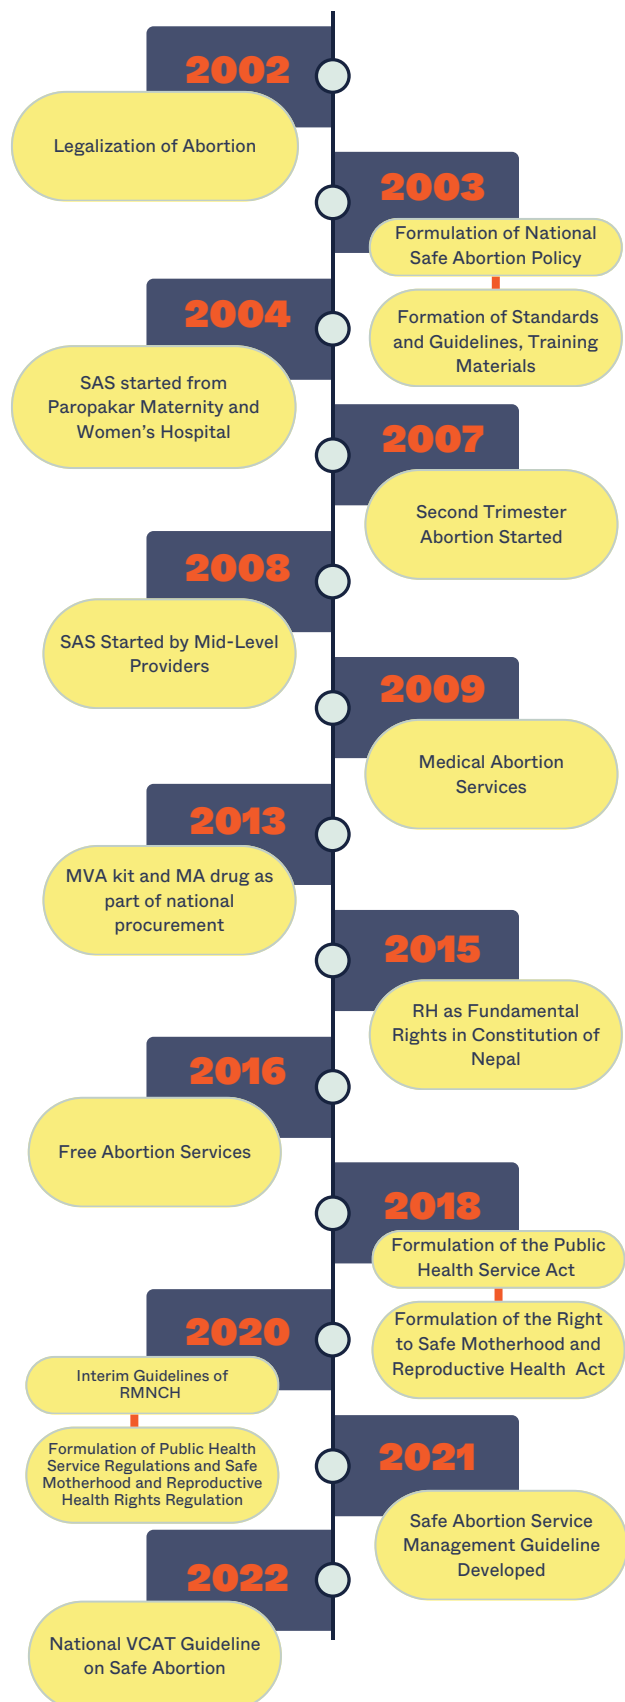 2002
Legalization of Abortion
2003
Formulation of National
Safe Abortion Policy
Formation of Standards
and Guidelines, Training
Materials
2004
SAS started from
Paropakar Maternity and
Women's Hospital
2007
Second Trimester
Abortion Started
2008
SAS Started by Mid-Level
Providers
2009
Medical Abortion
Services
2013
MVA kit and MA drug as
part of national
procurement
2015
RH as Fundamental
Rights in Constitution of
Nepal
2016
Free Abortion Services
2018
Formulation of the Public
Health Service Act
Formulation of the Right
to Safe Motherhood and
Reproductive Health Act
2020
Interim Guidelines of
RMNCH
Formulation of Public Health
Service Regulations and Safe
Motherhood and Reproductive
Health Rights Regulation
2021
Safe Abortion Service
Management Guideline
Developed
2022
National VCAT Guideline
on Safe Abortion